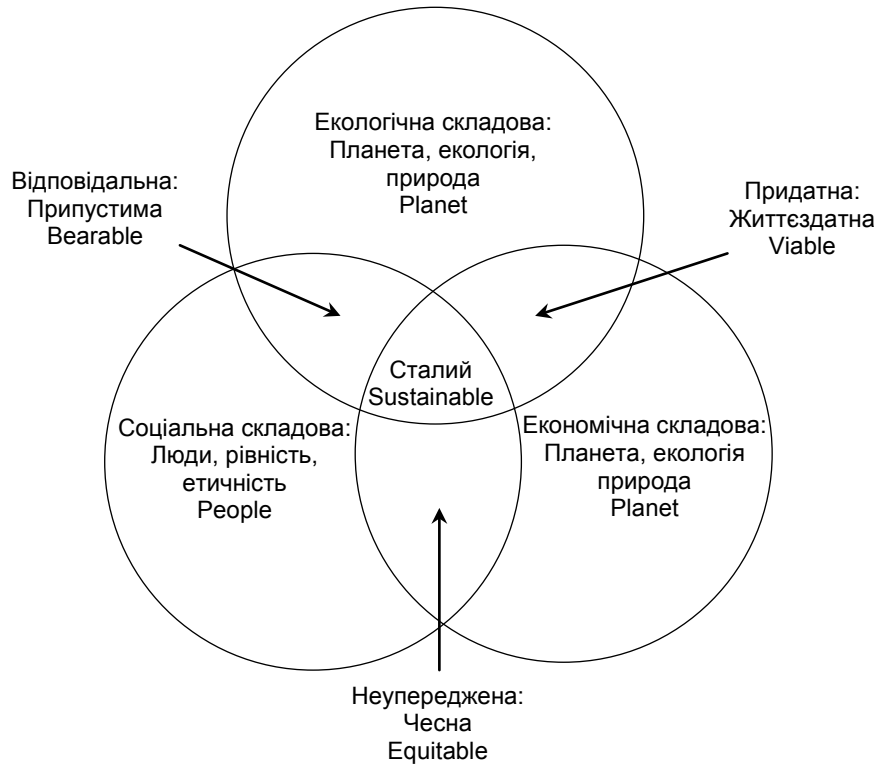 Екологічна складова:
Планета, екологія,
природа
Planet
Відповідальна:
Припустима
Bearable
Придатна:
Життєздатна
Viable
Сталий
Sustainable
Соціальна складова:
Люди, рівність,
етичність
People
Економічна складова:
Планета, екологія
природа
Planet
Неупереджена:
Чесна
Equitable